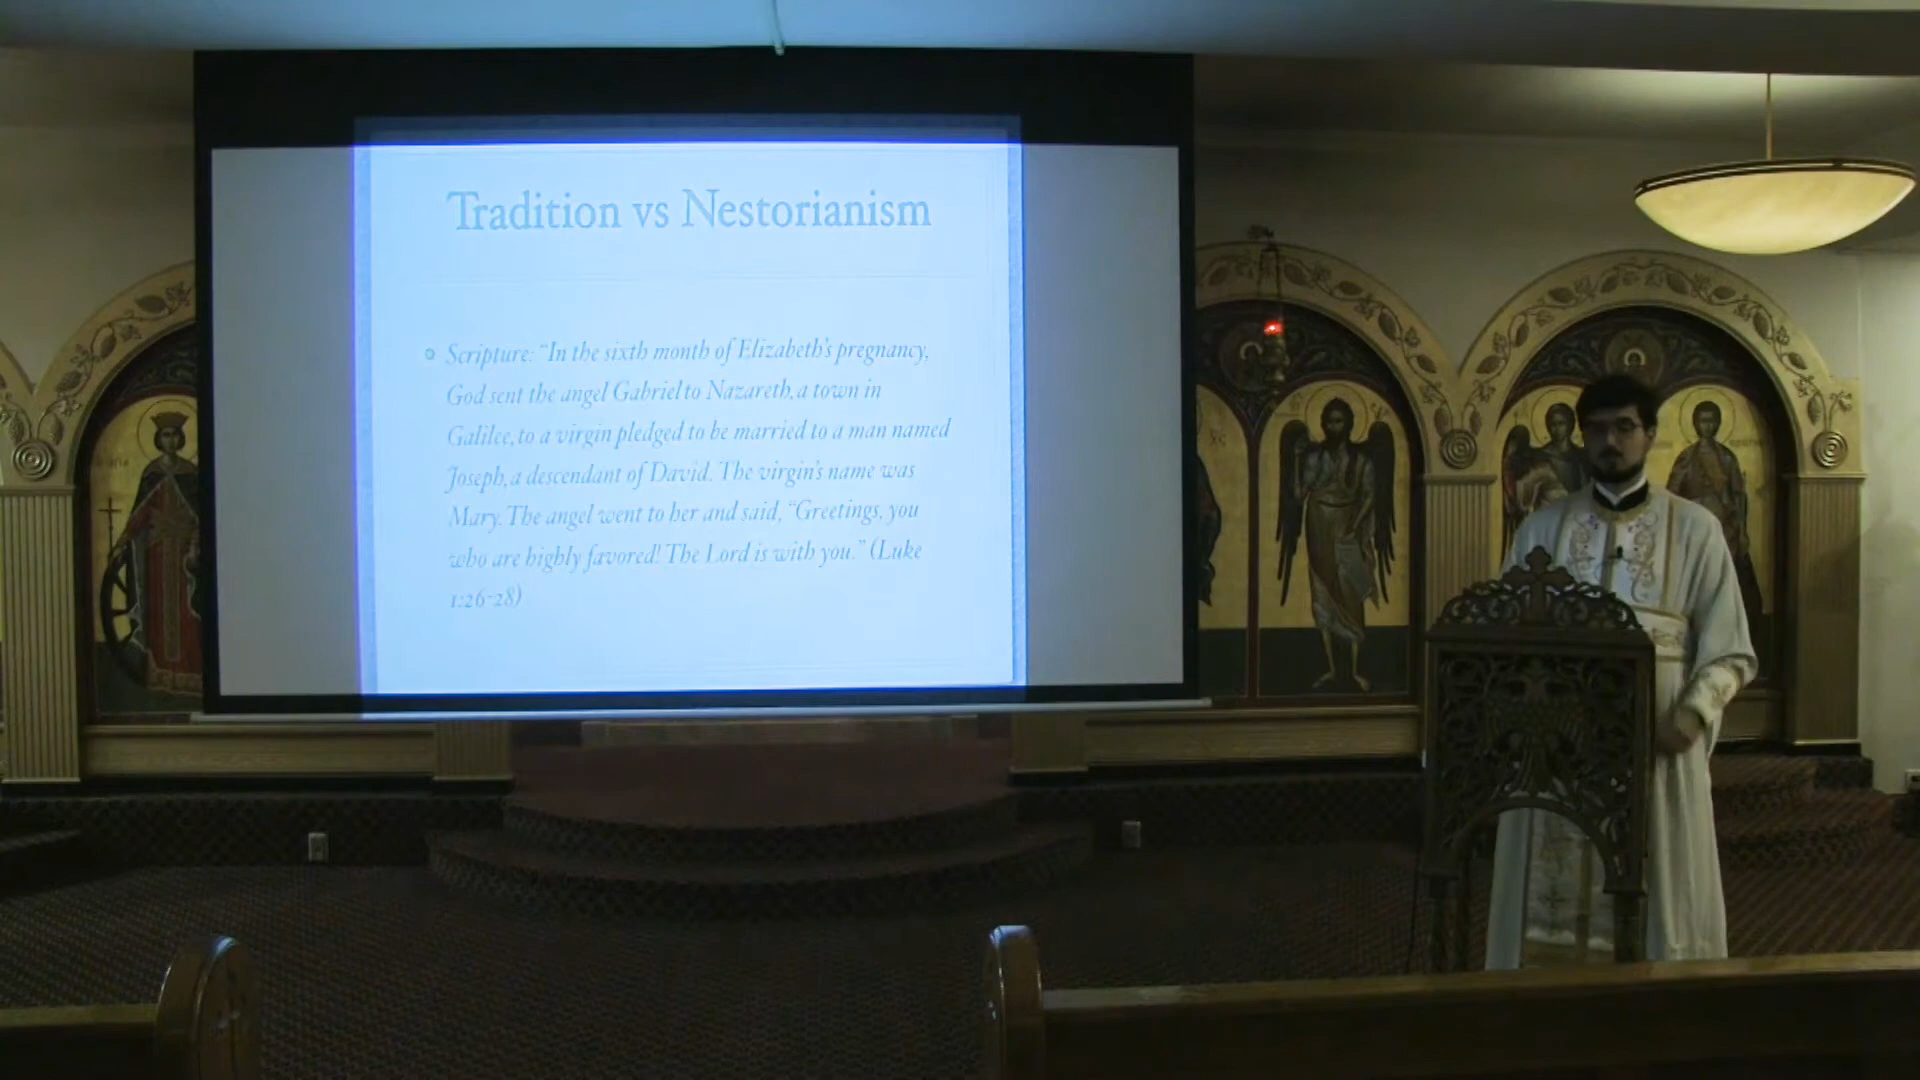 Tradition vs Nestorianism
Scripture: “In the sixth month of Elizabeth’s pregnancy,
God sent the angel Gabriel to Nazareth, a town in
Galilee, to a virgin pledged to be married to a man named
Joseph, a descendant of David. The virgin’s name was
Mary. The angel went to her and said, “Greetings, you
who are highly favored! The Lord is with you.” (Luke
1:26-28)